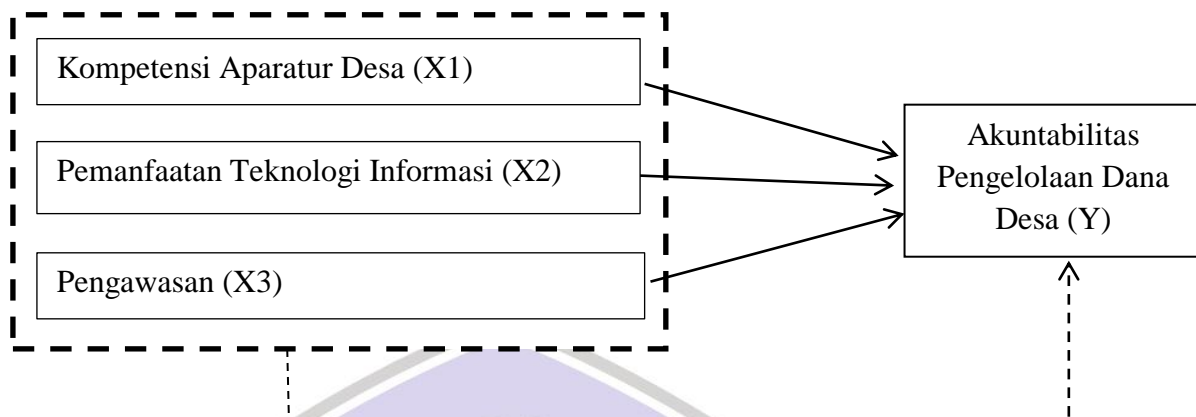 Kompetensi Aparatur Desa (X1)
Pemanfaatan Teknologi Informasi (X2)
Pengawasan (X3)
Akuntabilitas
Pengelolaan Dana
Desa (Y)